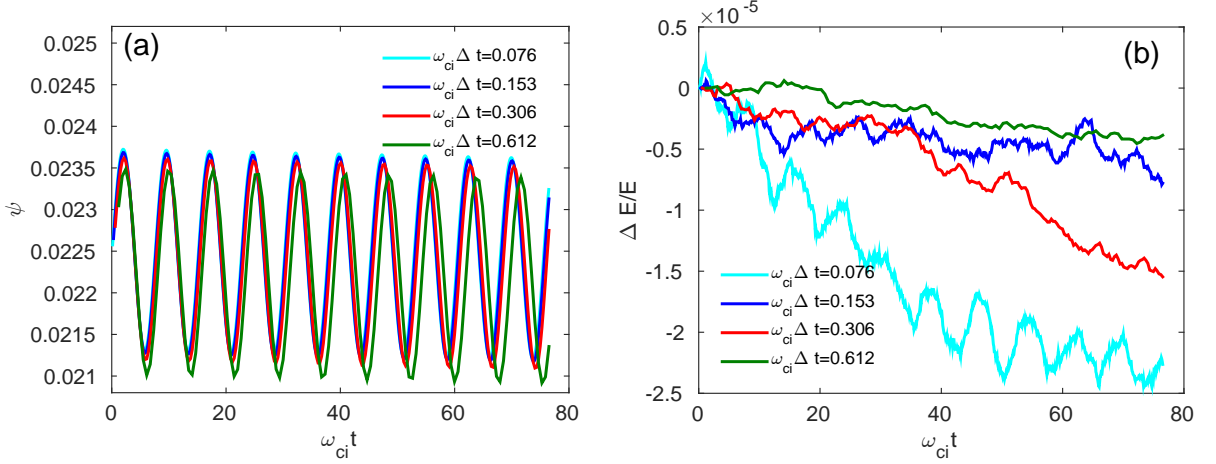 (a)
0.025
0.0245
0.024
0.0235
0.023
0.0225
0.022
0.0215
0.021
ψ
ω_ci Δ t=0.076
ω_ci Δ t=0.153
ω_ci Δ t=0.306
ω_ci Δ t=0.612
0 20 40 60 80
ω_ci t
×10^-5
(b)
0.5
0
-0.5
-1
-1.5
-2
-2.5
Δ E/E
ω_ci Δ t=0.076
ω_ci Δ t=0.153
ω_ci Δ t=0.306
ω_ci Δ t=0.612
0 20 40 60 80
ω_ci t